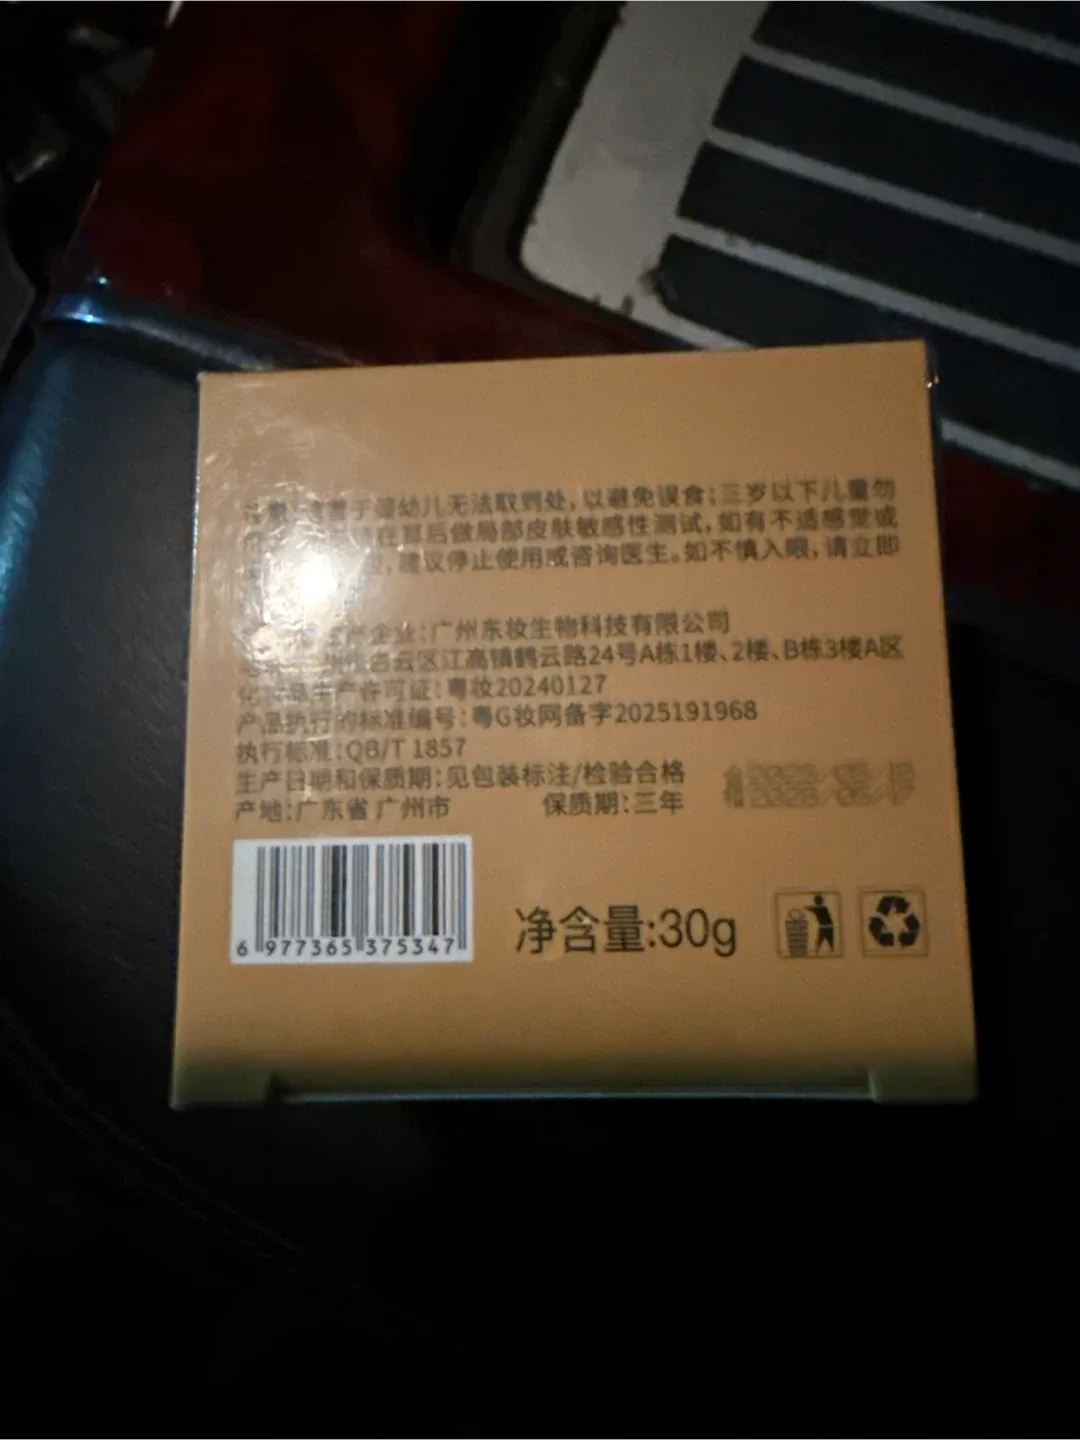 置于婴幼儿无法取到处，以避免误食；三岁以下儿童勿
在耳后做局部皮肤敏感性测试，如有不适感觉或
，建议停止使用或咨询医生。如不慎入眼，请立即
生产企业：广州东妆生物科技有限公司
白云区江高镇鹤云路24号A栋1楼、2楼、B栋3楼A区
化妆品生产许可证：粤妆20240127
产品执行的标准编号：粤G妆网备字2025191968
执行标准：QB/T 1857
生产日期和保质期：见包装标注/检验合格
产地：广东省广州市 保质期：三年
6 977365 375347
净含量:30g